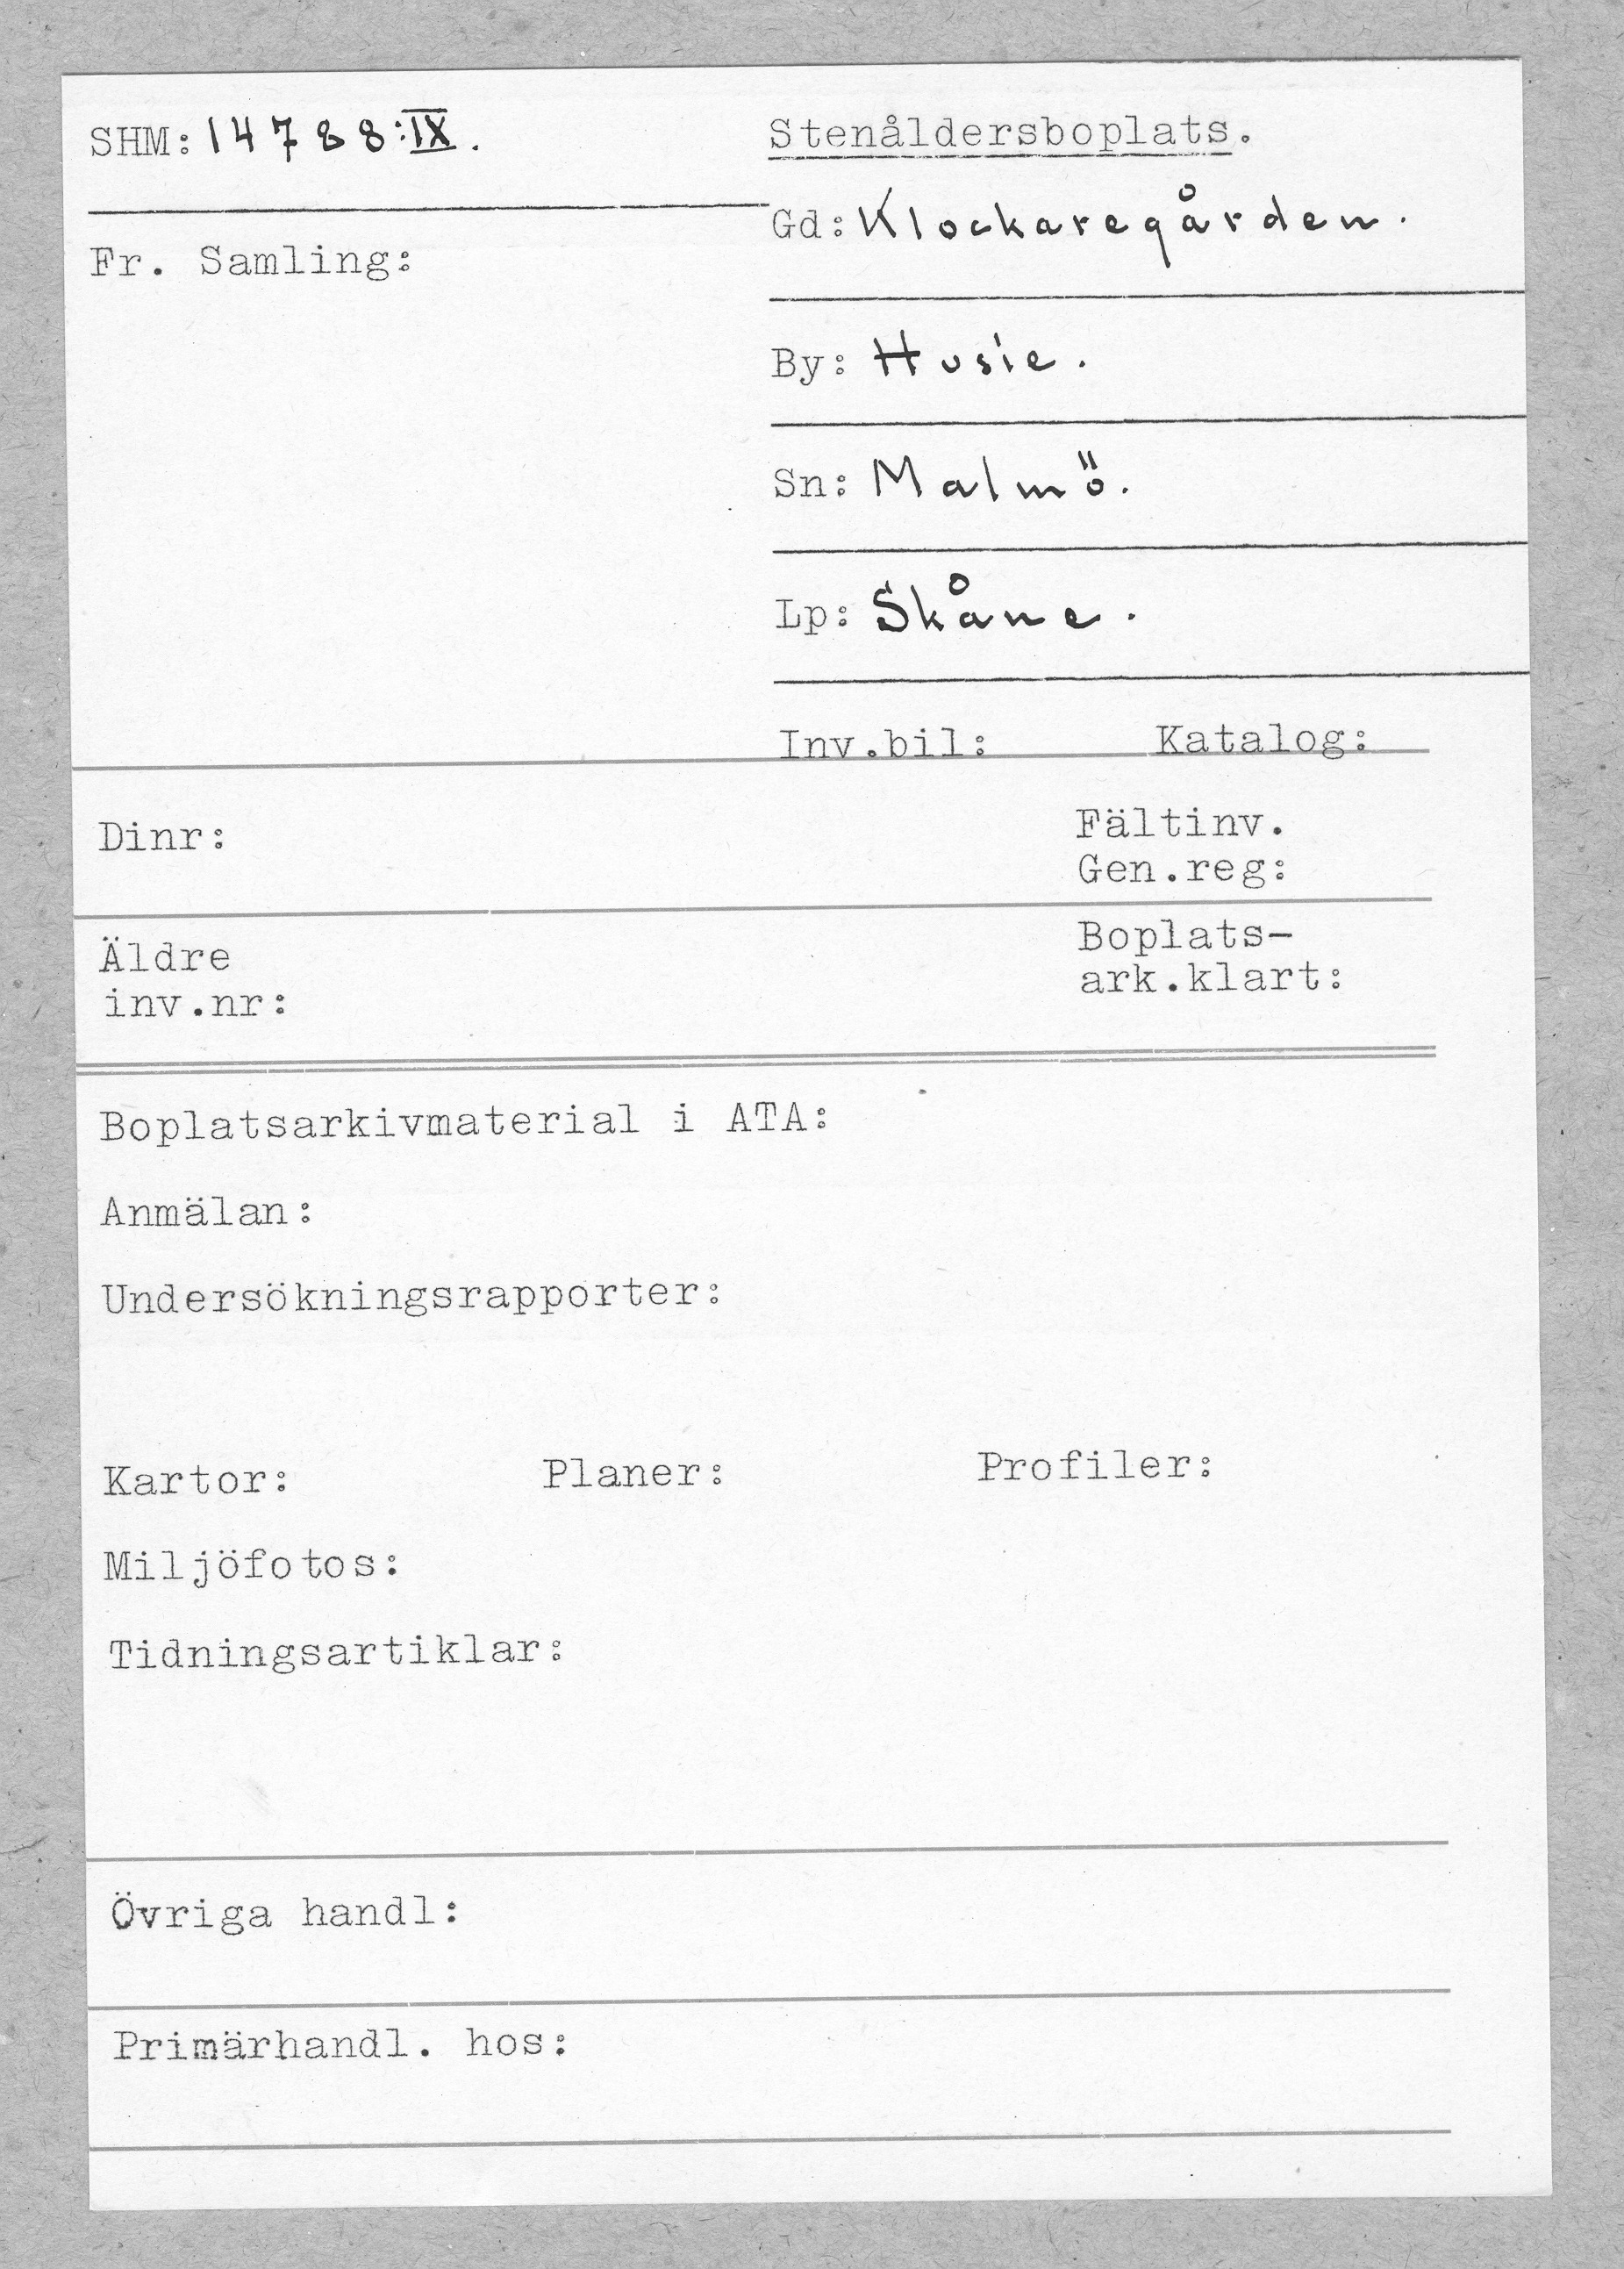 SHM: 14788:IX.
Stenåldersboplats.
Gd: Klockaregården.
Fr. Samling:
By: Husie.
Sn: Malmö.
Lp: Skåne.
Inv.bil: Katalog:
Dinr:
Fältinv.
Gen.reg:
Äldre
inv.nr:
Boplats-
ark.klart:
Boplatsarkivmaterial i ATA:
Anmälan:
Undersökningsrapporter:
Kartor: Planer: Profiler:
Miljöfotos:
Tidningsartiklar:
Övriga handl:
Primärhandl. hos: